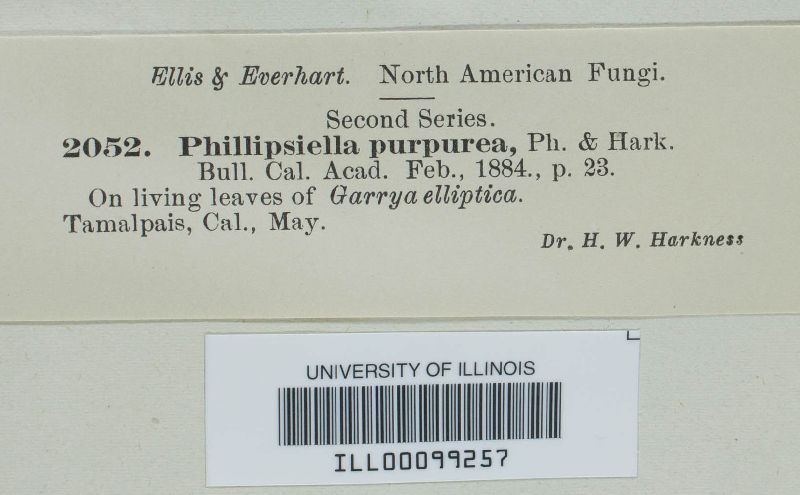 Ellis & Everhart. North American Fungi.
Second Series.
2052. Phillipsiella purpurea, Ph. & Hark.
Bull. Cal. Acad. Feb., 1884., p. 23.
On living leaves of Garrya elliptica.
Tamalpais, Cal., May.
Dr. H. W. Harkness
UNIVERSITY OF ILLINOIS
ILL00099257